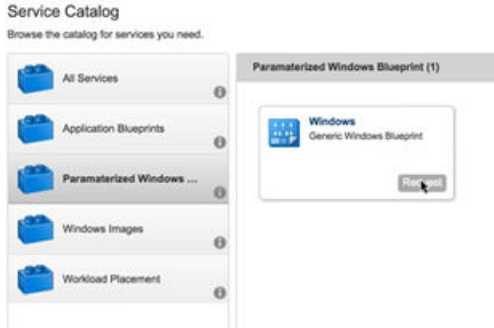 Service Catalog
Browse the catalog for services you need.
All Services
Application Blueprints
Paramaterized Windows ...
Windows Images
Workload Placement
Paramaterized Windows Blueprint (1)
Windows
Generic Windows Blueprint
Request